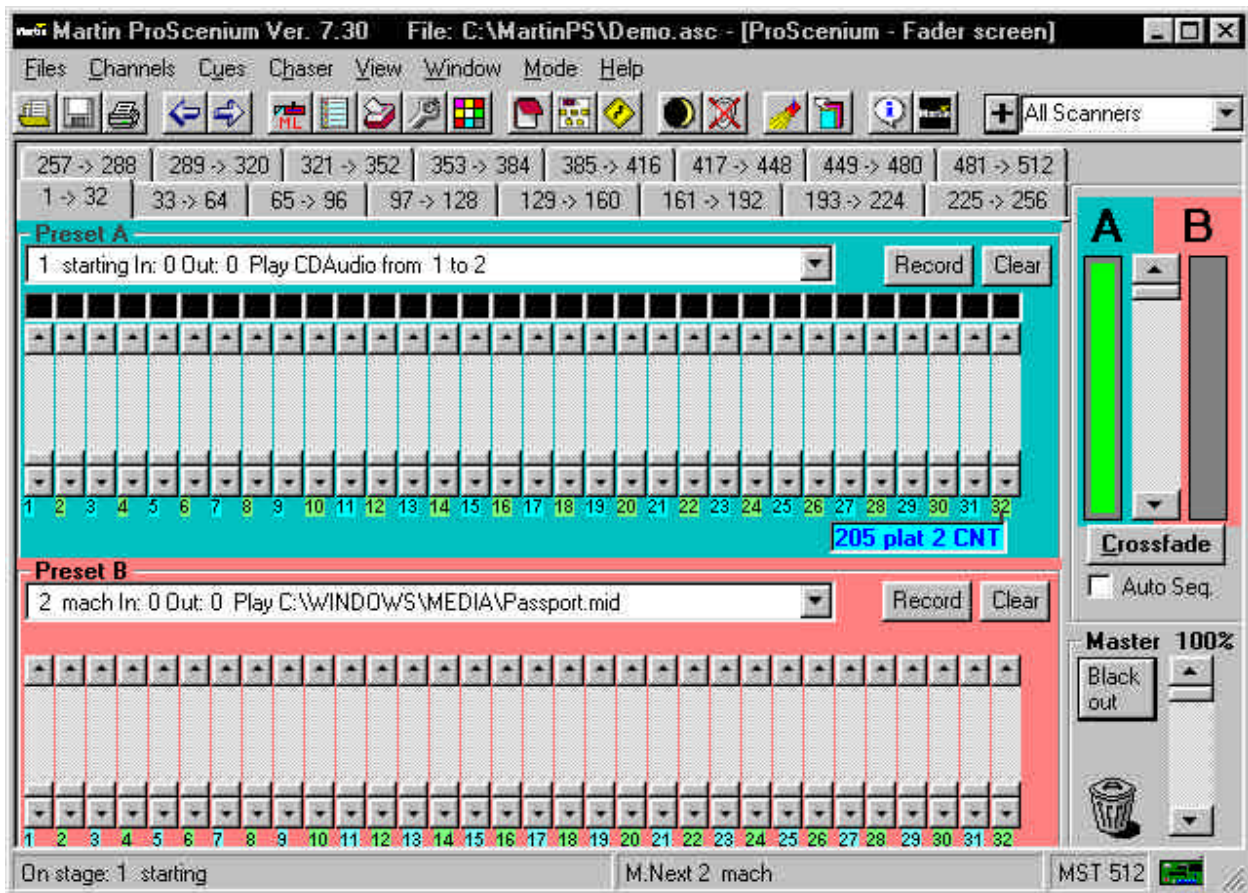 Martin ProScenium Ver. 7.30 File: C:\MartinPS\Demo.asc - [ProScenium - Fader screen]
Files Channels Cues Chaser View Window Mode Help
ML
All Scanners
257 -> 288 289 -> 320 321 -> 352 353 -> 384 385 -> 416 417 -> 448 449 -> 480 481 -> 512
1 -> 32 33 -> 64 65 -> 96 97 -> 128 129 -> 160 161 -> 192 193 -> 224 225 -> 256
Preset A
1 starting In: 0 Out: 0 Play CDAudio from 1 to 2
Record Clear
1 2 3 4 5 6 7 8 9 10 11 12 13 14 15 16 17 18 19 20 21 22 23 24 25 26 27 28 29 30 31 32
205 plat 2 CNT
Preset B
2 mach In: 0 Out: 0 Play C:\WINDOWS\MEDIA\Passport.mid
Record Clear
1 2 3 4 5 6 7 8 9 10 11 12 13 14 15 16 17 18 19 20 21 22 23 24 25 26 27 28 29 30 31 32
A B
Crossfade
Auto Seq.
Master 100%
Black
out
On stage: 1 starting
M.Next 2 mach
MST 512